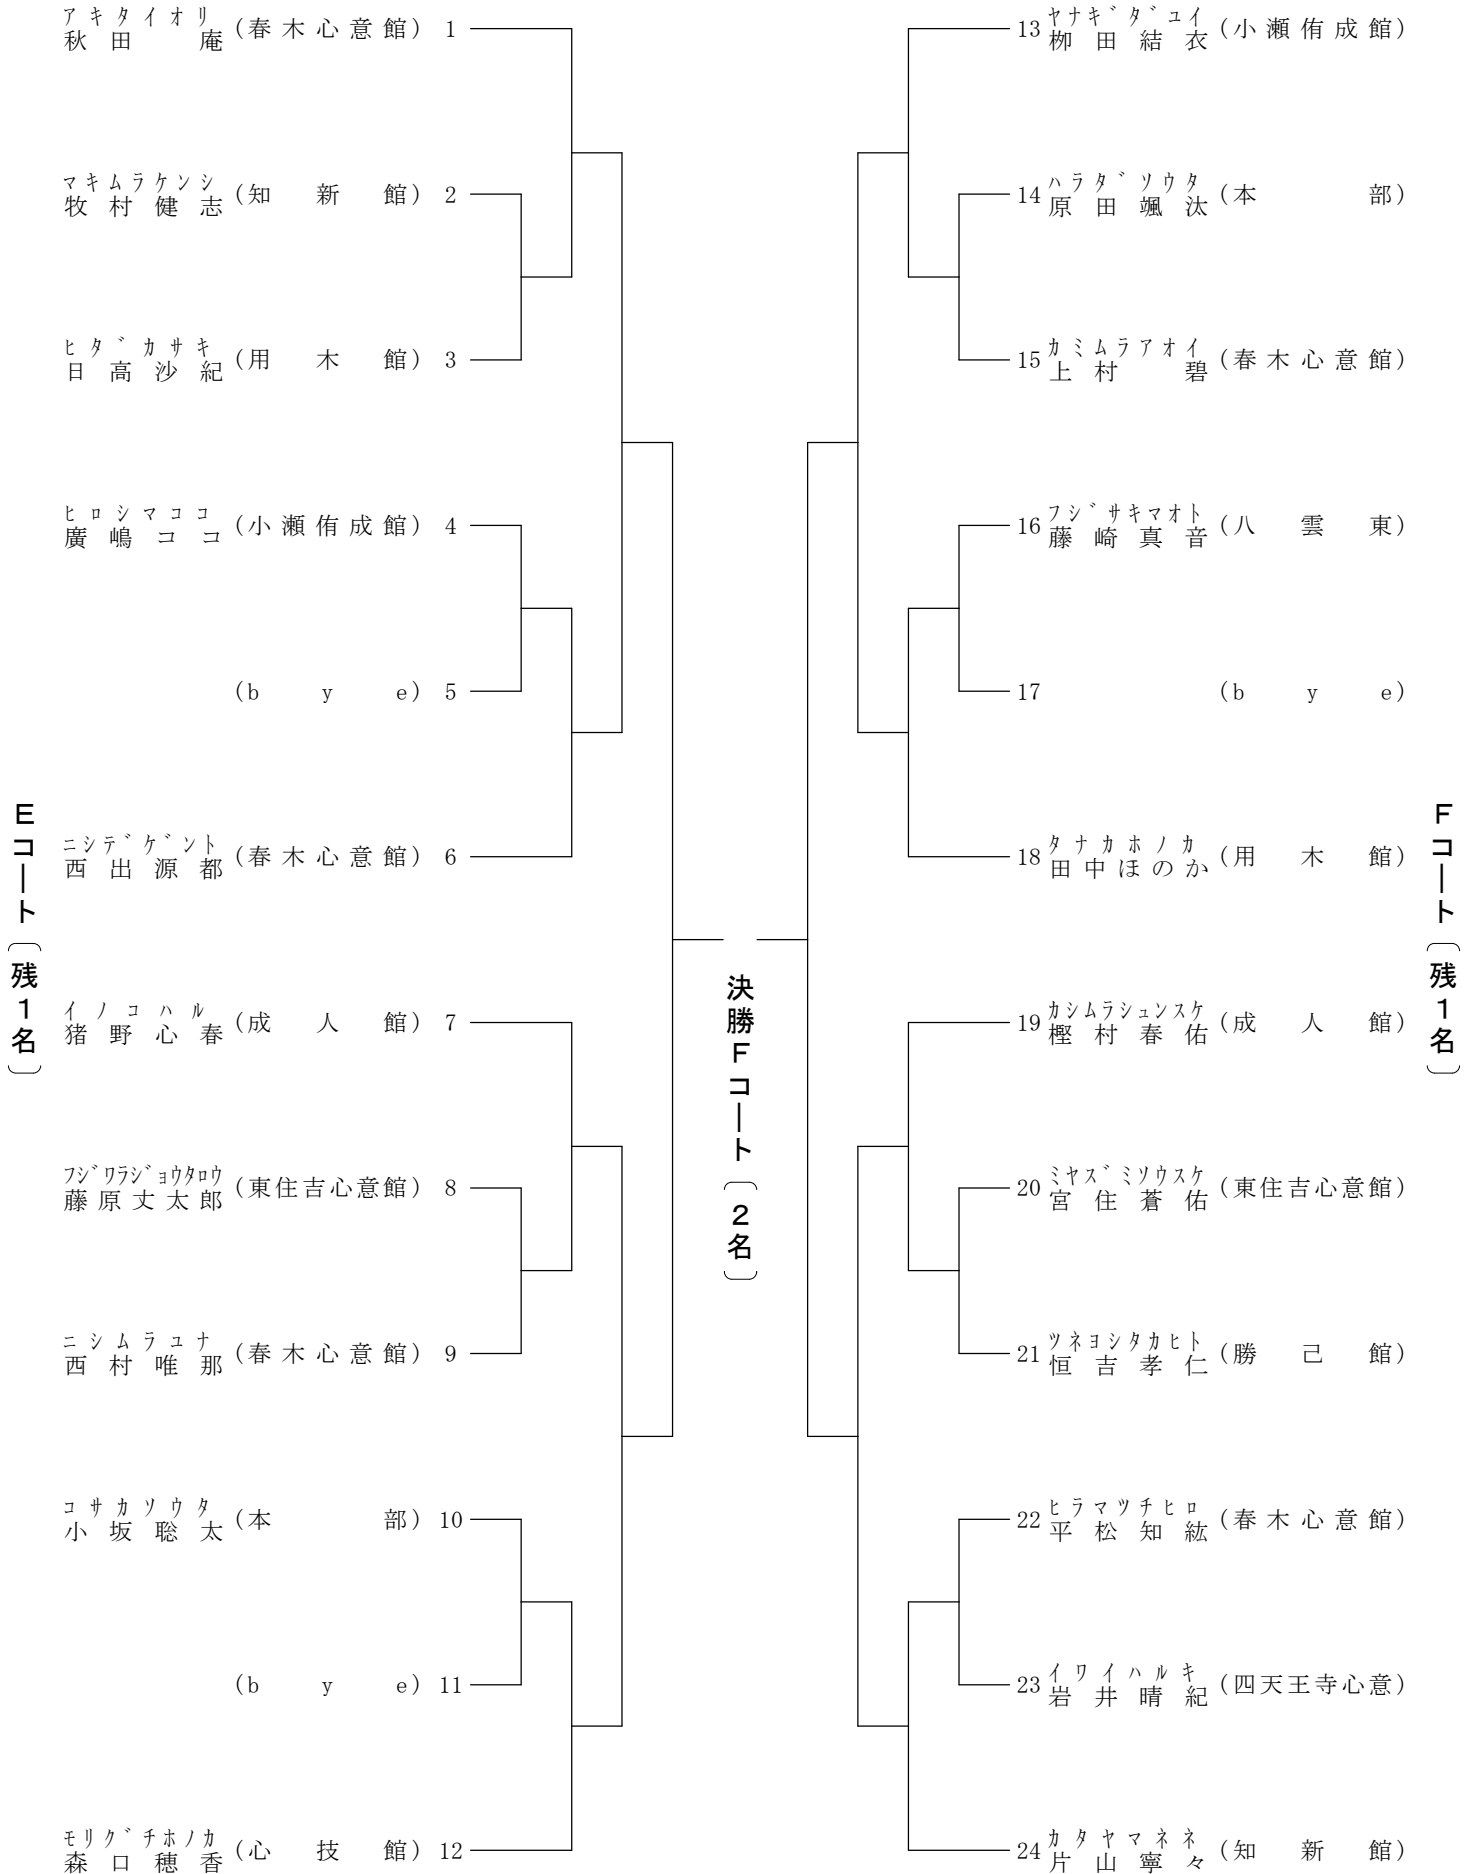 アキタイオリ
秋田 庵 (春木心意館) 1
マキムラケンシ
牧村健志 (知新館) 2
ヒダカサキ
日高沙紀 (用木館) 3
ヒロシマココ
廣嶋ココ (小瀬侑成館) 4
(bye) 5
ニシデゲント
西出源都 (春木心意館) 6
イノコハル
猪野心春 (成人館) 7
フジワラジョウタロウ
藤原丈太郎 (東住吉心意館) 8
ニシムラユナ
西村唯那 (春木心意館) 9
コサカソウタ
小坂聡太 (本部) 10
(bye) 11
モリグチホノカ
森口穂香 (心技館) 12
Eコート〔残1名〕
決勝Fコート〔2名〕
ヤナギダユイ
13 栁田結衣 (小瀬侑成館)
ハラダソウタ
14 原田颯汰 (本部)
カミムラアオイ
15 上村 碧 (春木心意館)
フジサキマオト
16 藤崎真音 (八雲東)
17 (bye)
タナカホノカ
18 田中ほのか (用木館)
カシムラシュンスケ
19 樫村春佑 (成人館)
ミヤズミソウスケ
20 宮住蒼佑 (東住吉心意館)
ツネヨシタカヒト
21 恒吉孝仁 (勝己館)
ヒラマツチヒロ
22 平松知紘 (春木心意館)
イワイハルキ
23 岩井晴紀 (四天王寺心意)
カタヤマネネ
24 片山寧々 (知新館)
Fコート〔残1名〕